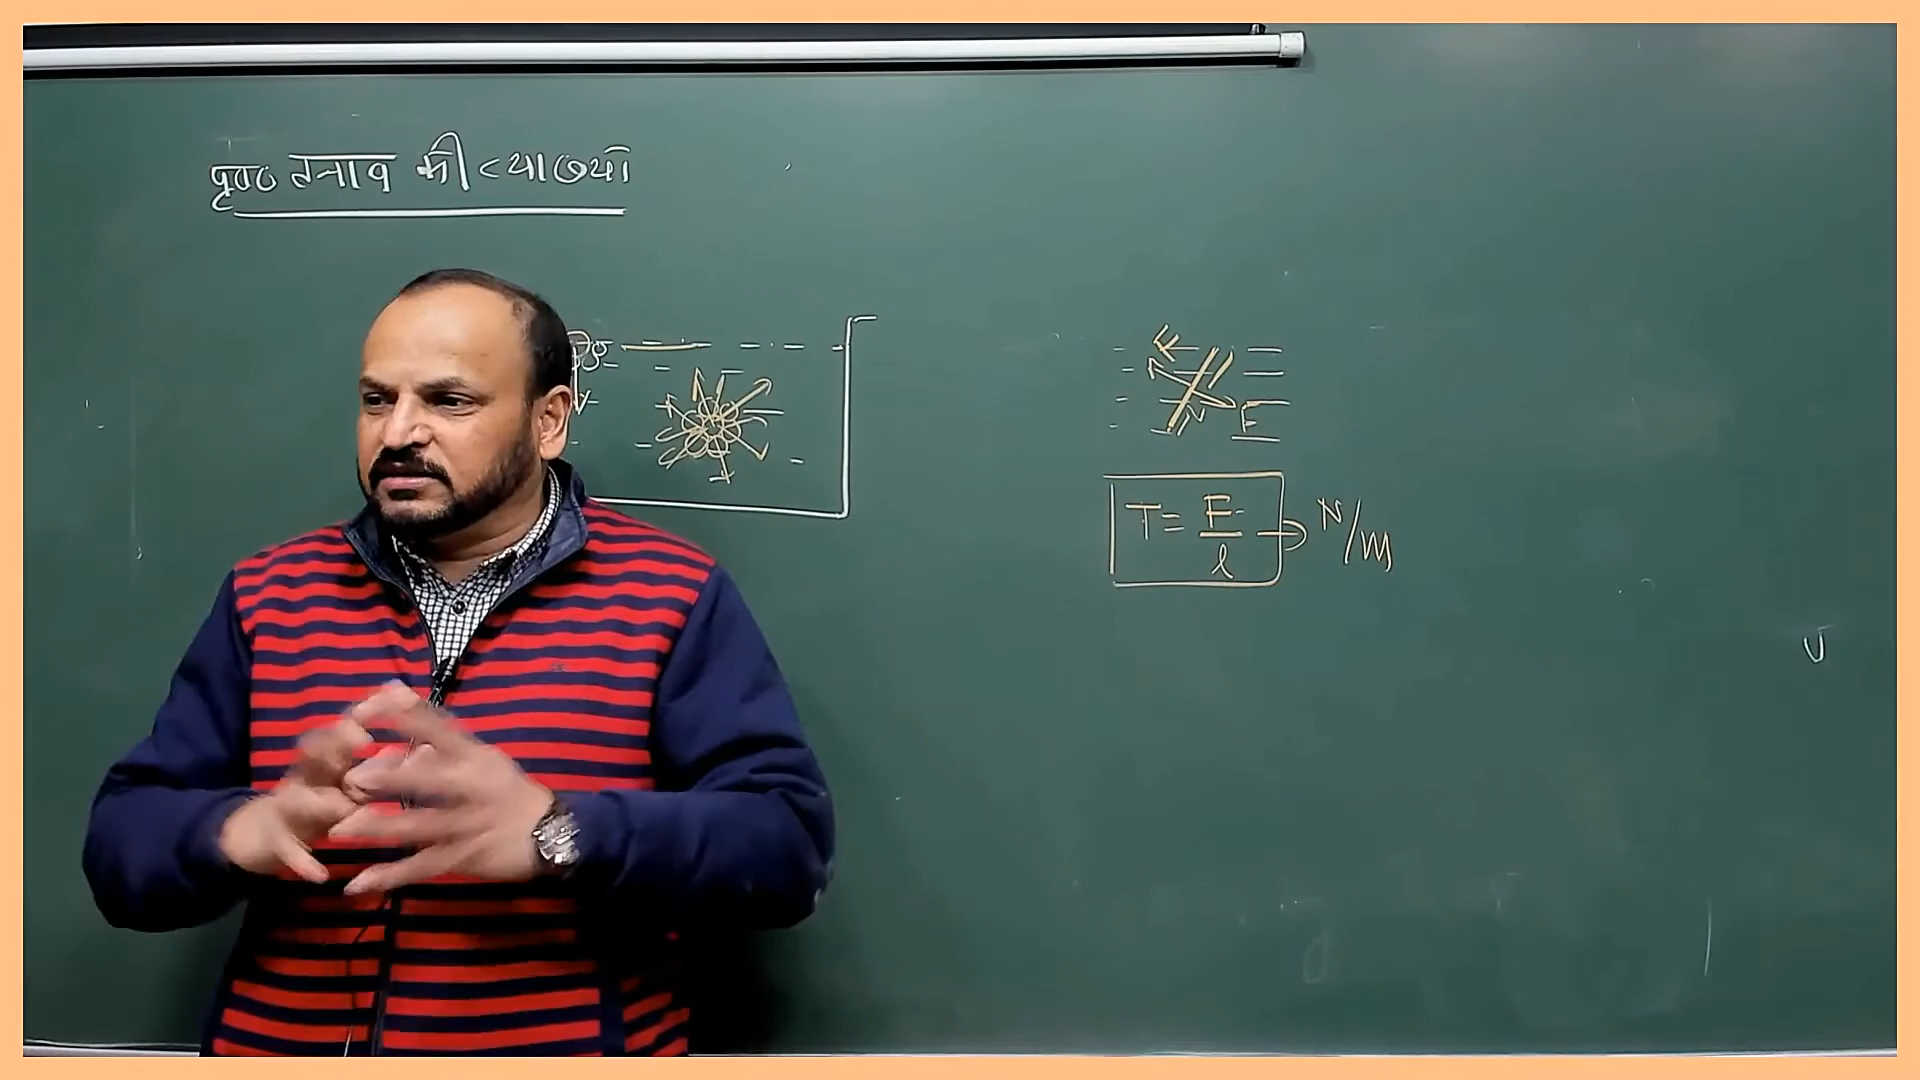 पृष्ठ तनाव की व्याख्या
F
F
T = F/l → N/m